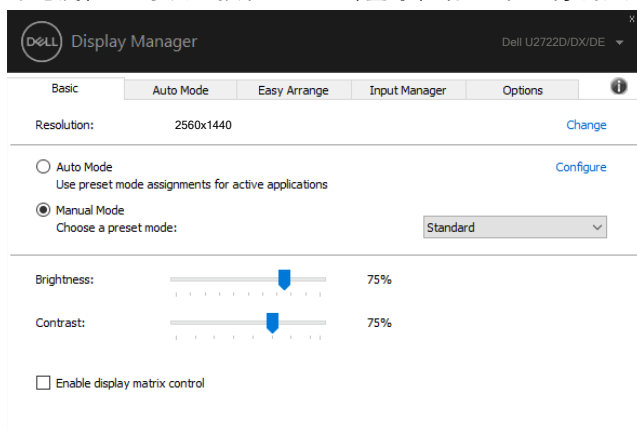 DELL Display Manager
Dell U2722D/DX/DE
Basic Auto Mode Easy Arrange Input Manager Options
Resolution: 2560x1440 Change
Auto Mode Configure
Use preset mode assignments for active applications
Manual Mode
Choose a preset mode: Standard
Brightness: 75%
Contrast: 75%
Enable display matrix control